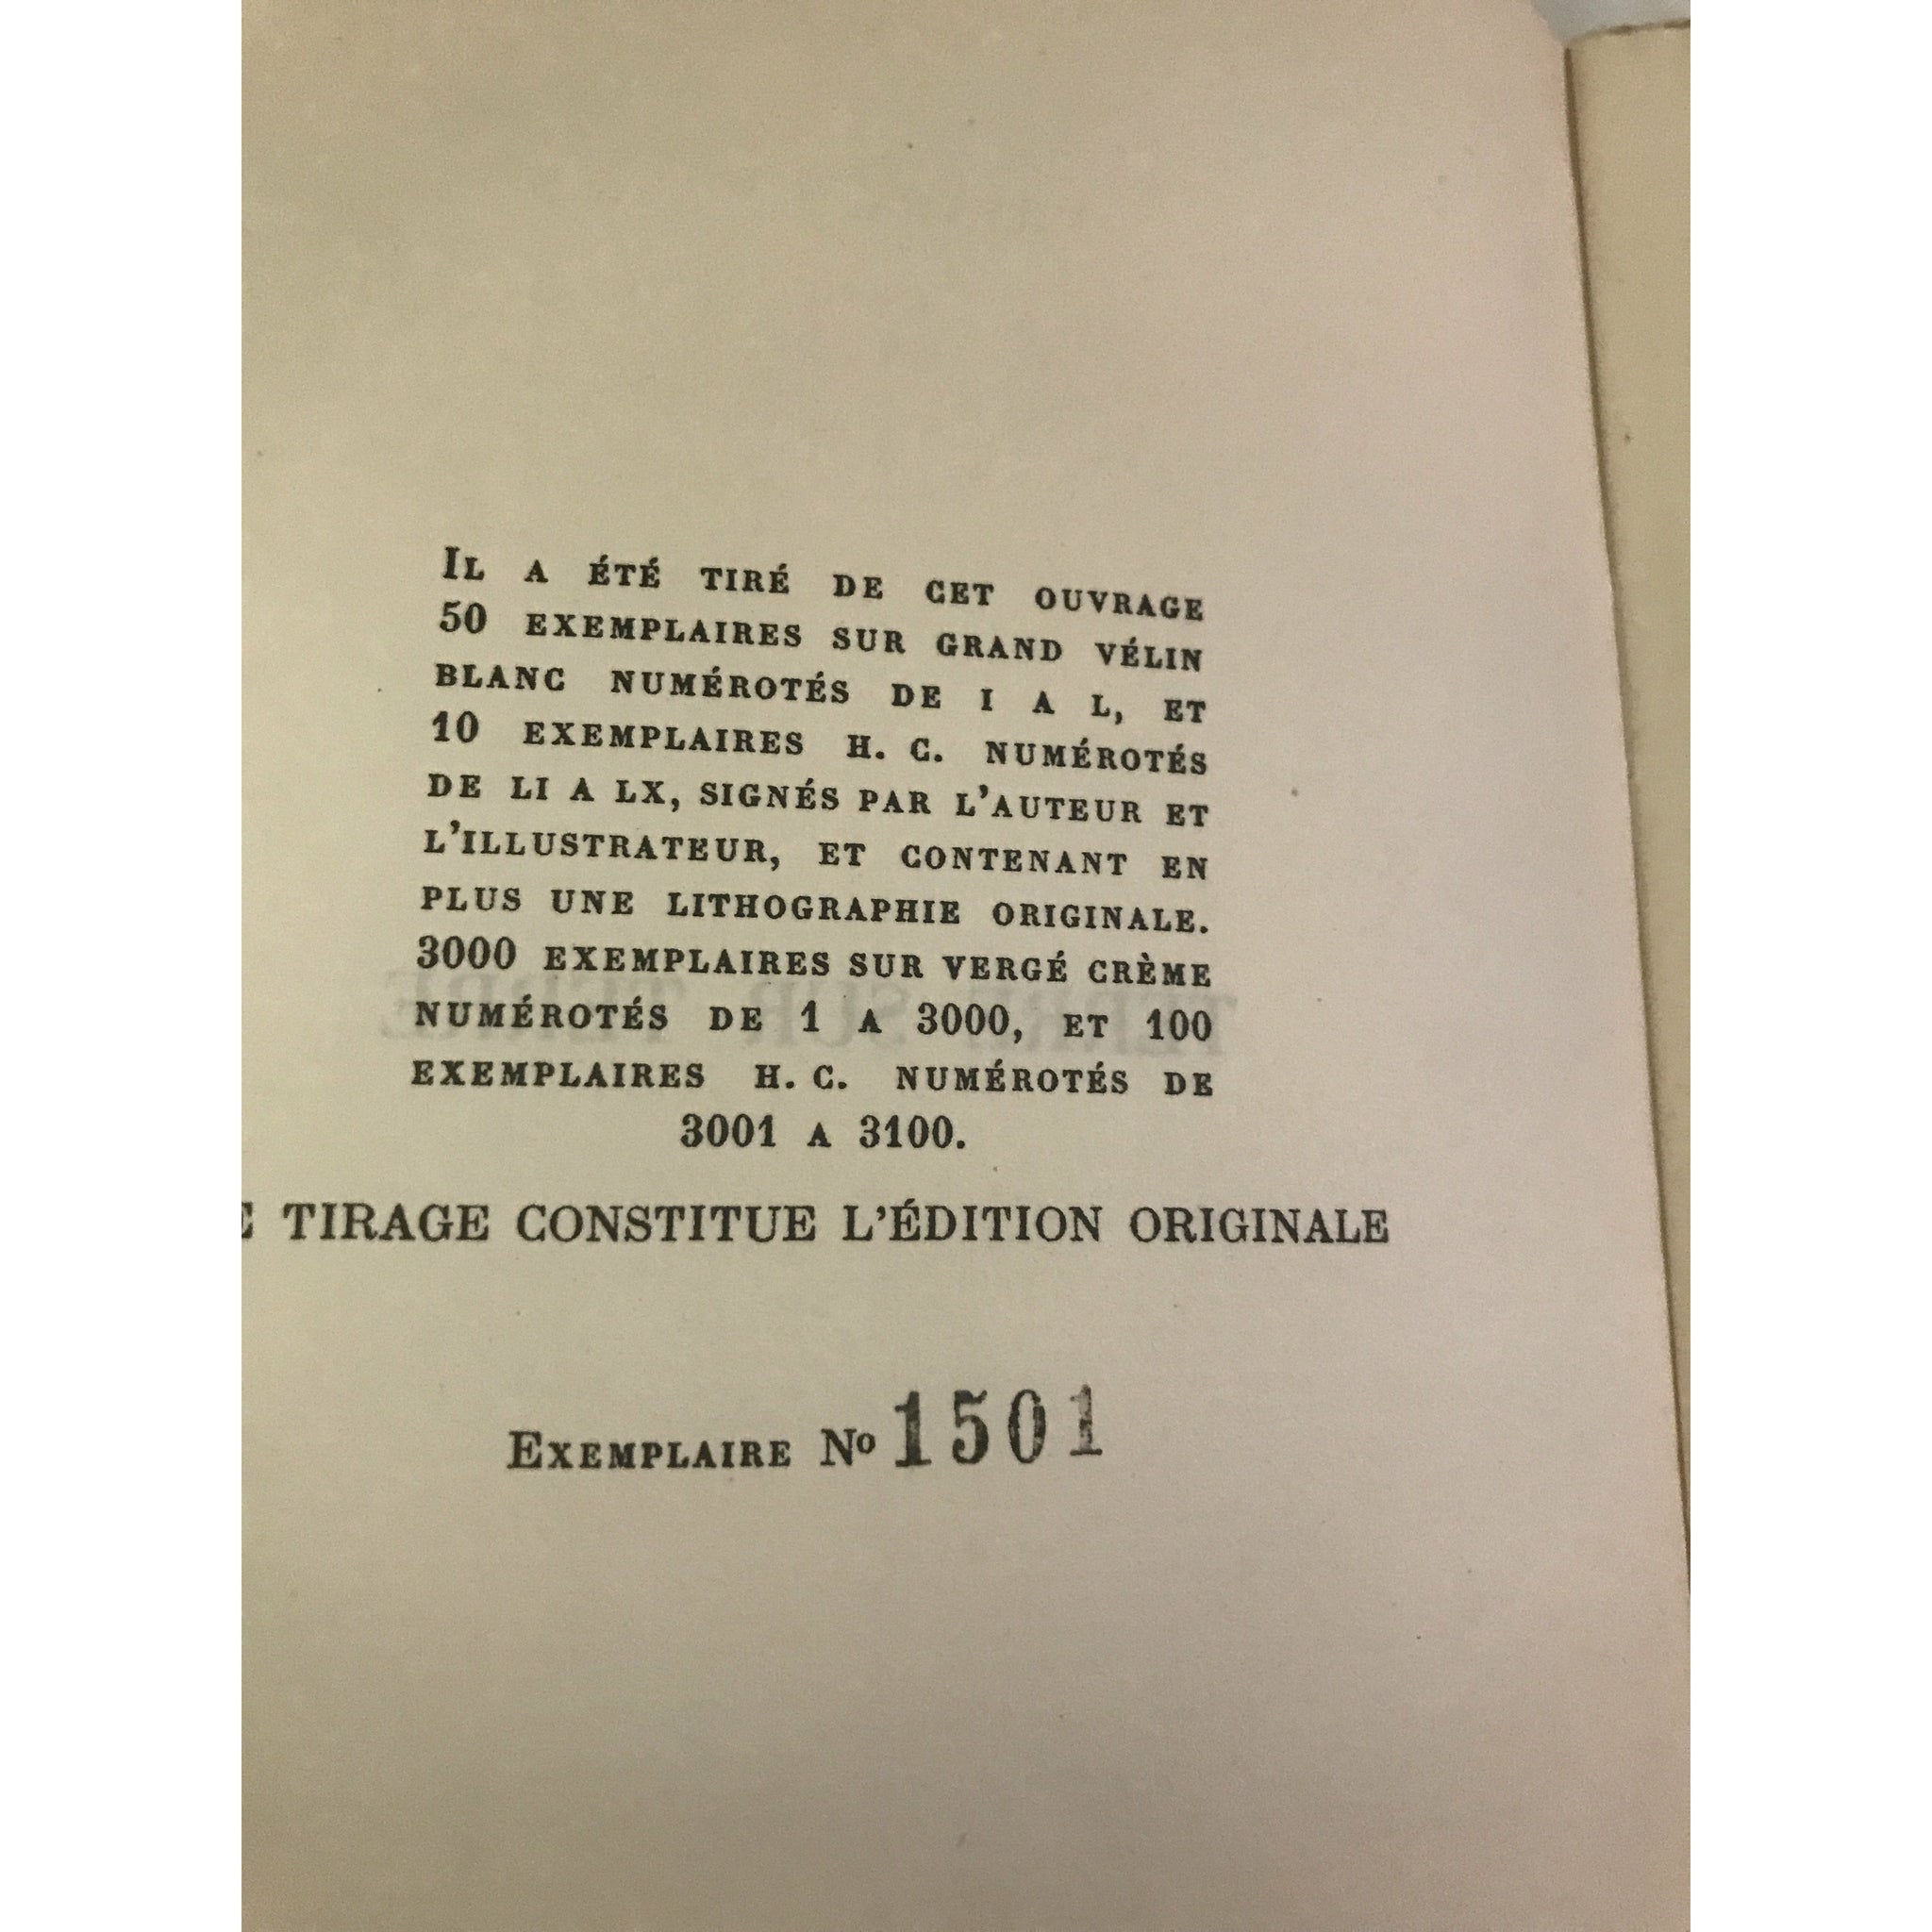 IL A ÉTÉ TIRÉ DE CET OUVRAGE
50 EXEMPLAIRES SUR GRAND VÉLIN
BLANC NUMÉROTÉS DE I A L, ET
10 EXEMPLAIRES H. C. NUMÉROTÉS
DE LI A LX, SIGNÉS PAR L'AUTEUR ET
L'ILLUSTRATEUR, ET CONTENANT EN
PLUS UNE LITHOGRAPHIE ORIGINALE.
3000 EXEMPLAIRES SUR VERGÉ CRÈME
NUMÉROTÉS DE 1 A 3000, ET 100
EXEMPLAIRES H. C. NUMÉROTÉS DE
3001 A 3100.
E TIRAGE CONSTITUE L'ÉDITION ORIGINALE
EXEMPLAIRE Nº 1501